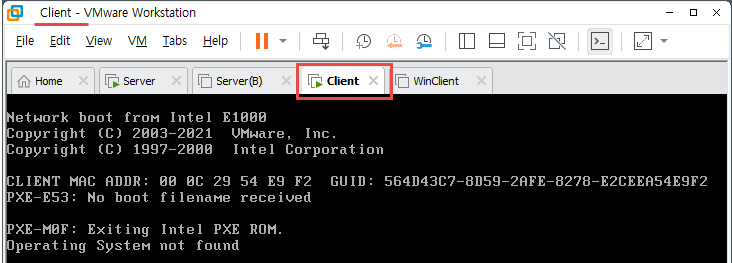 Client - VMware Workstation
File Edit View VM Tabs Help
Home Server Server(B) Client WinClient
Network boot from Intel E1000
Copyright (C) 2003-2021 VMware, Inc.
Copyright (C) 1997-2000 Intel Corporation
CLIENT MAC ADDR: 00 0C 29 54 E9 F2 GUID: 564D43C7-8D59-2AFE-8278-E2CEEA54E9F2
PXE-E53: No boot filename received
PXE-M0F: Exiting Intel PXE ROM.
Operating System not found